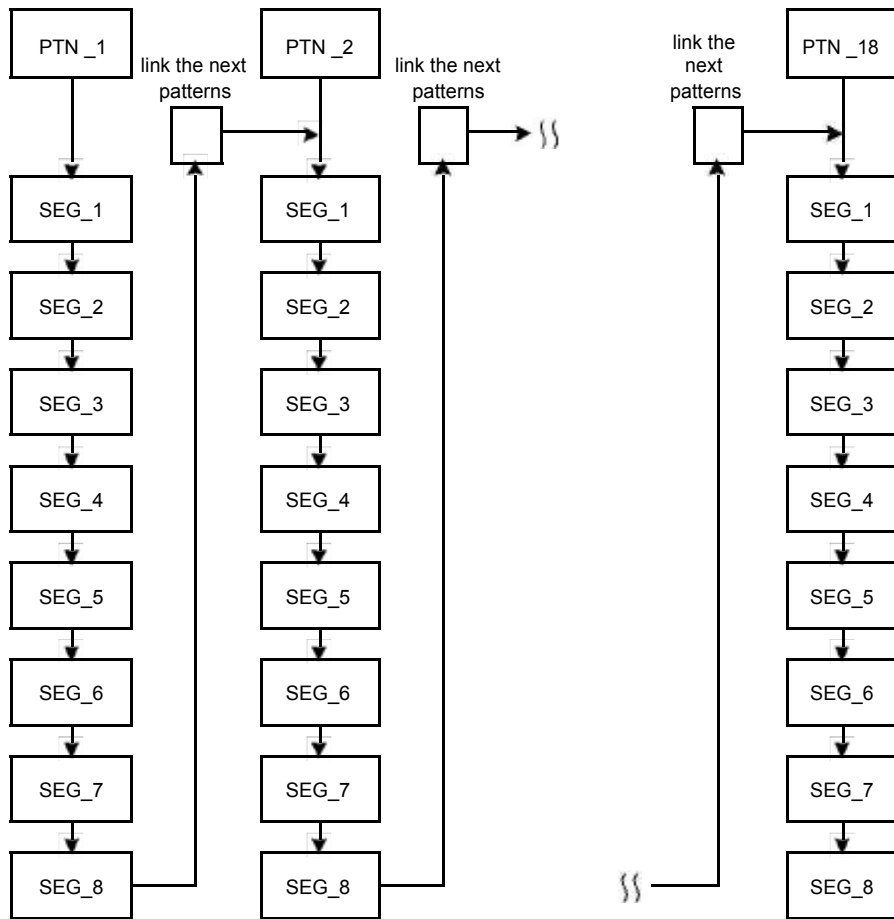 PTN _1
link the next
patterns
PTN _2
link the next
patterns
link the
next
patterns
PTN _18
SEG_1
SEG_1
SEG_1
SEG_2
SEG_2
SEG_2
SEG_3
SEG_3
SEG_3
SEG_4
SEG_4
SEG_4
SEG_5
SEG_5
SEG_5
SEG_6
SEG_6
SEG_6
SEG_7
SEG_7
SEG_7
SEG_8
SEG_8
SEG_8